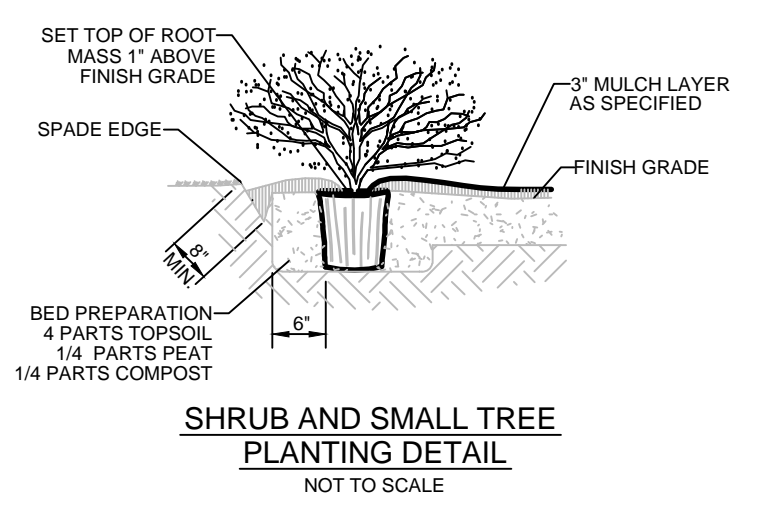 SET TOP OF ROOT
MASS 1" ABOVE
FINISH GRADE
3" MULCH LAYER
AS SPECIFIED
SPADE EDGE
FINISH GRADE
8"
MIN.
BED PREPARATION
4 PARTS TOPSOIL
1/4 PARTS PEAT
1/4 PARTS COMPOST
6"
SHRUB AND SMALL TREE
PLANTING DETAIL
NOT TO SCALE